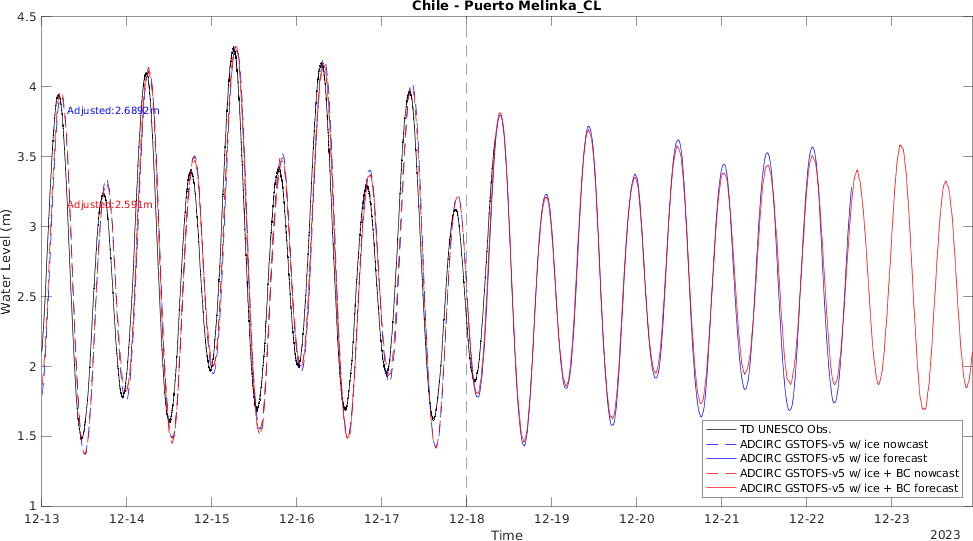 Chile - Puerto Melinka_CL
4.5
4
3.5
3
2.5
2
1.5
1
Water Level (m)
Adjusted:2.6892m
Adjusted:2.591m
TD UNESCO Obs.
ADCIRC GSTOFS-v5 w/ ice nowcast
ADCIRC GSTOFS-v5 w/ ice forecast
ADCIRC GSTOFS-v5 w/ ice + BC nowcast
ADCIRC GSTOFS-v5 w/ ice + BC forecast
12-13 12-14 12-15 12-16 12-17 12-18 12-19 12-20 12-21 12-22 12-23
Time
2023